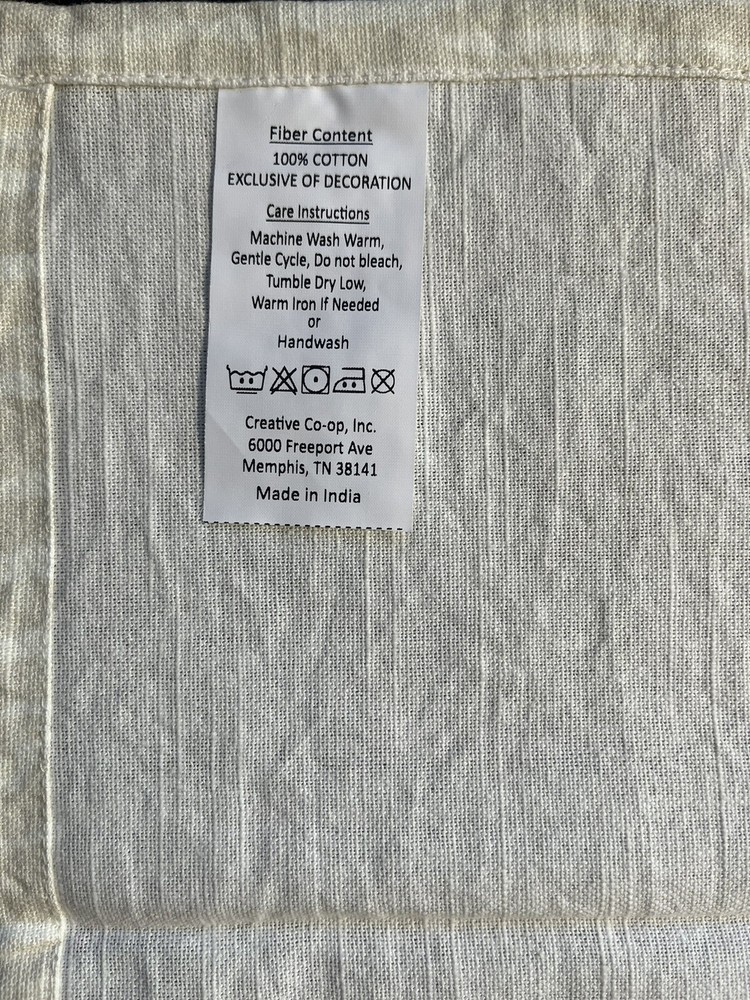 Fiber Content
100% COTTON
EXCLUSIVE OF DECORATION
Care Instructions
Machine Wash Warm,
Gentle Cycle, Do not bleach,
Tumble Dry Low,
Warm Iron If Needed
or
Handwash
Creative Co-op, Inc.
6000 Freeport Ave
Memphis, TN 38141
Made in India